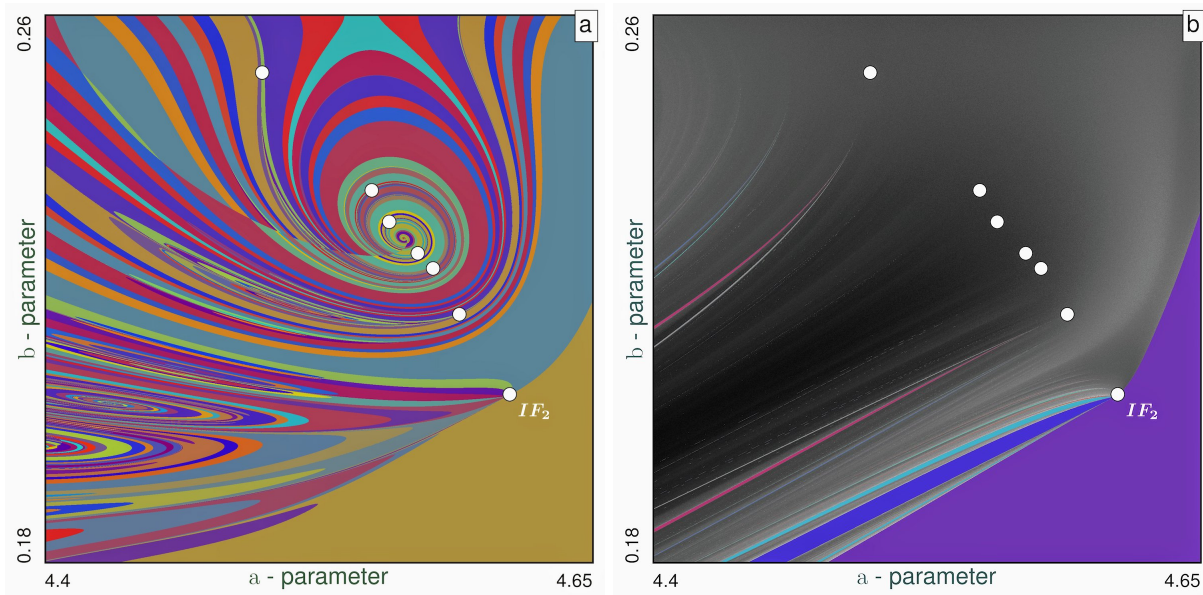 a
b
0.26
0.26
b - parameter
b - parameter
IF₂
IF₂
0.18
0.18
4.4
a - parameter
4.65
4.4
a - parameter
4.65